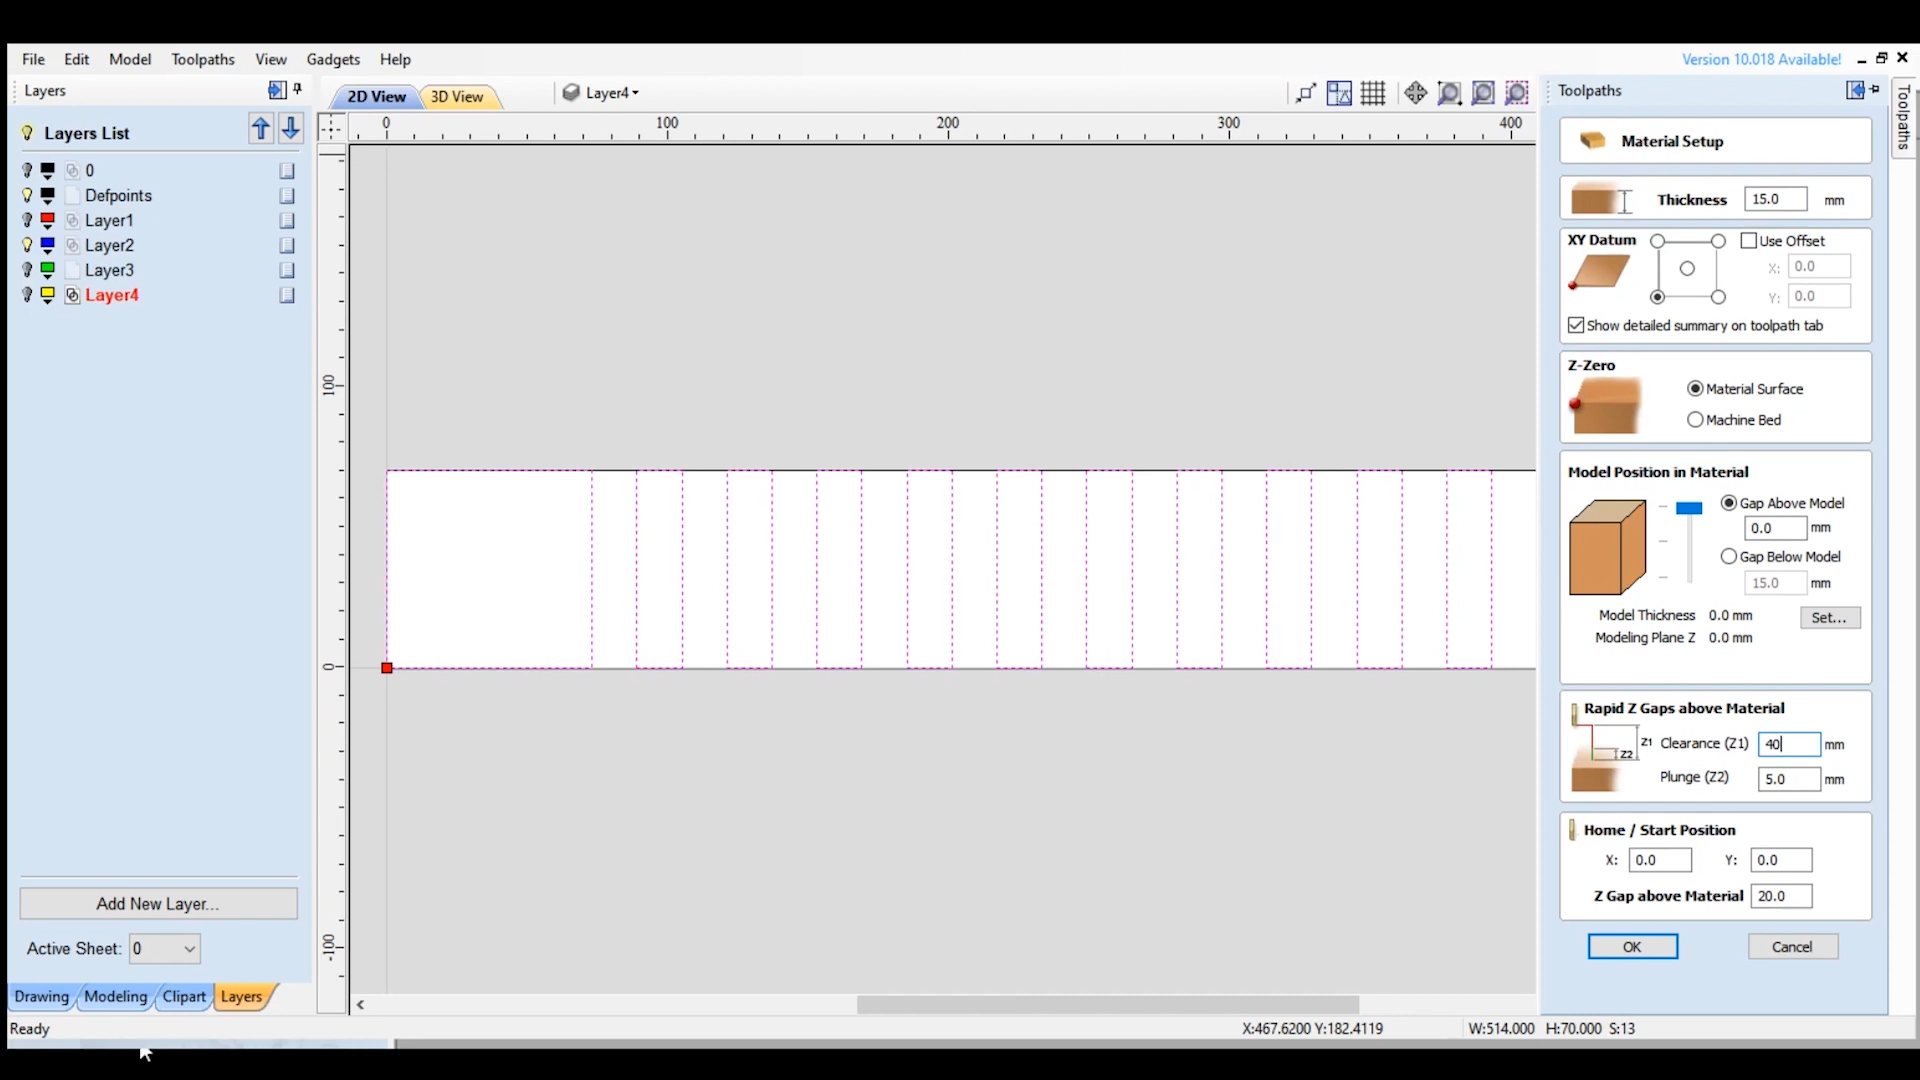 File Edit Model Toolpaths View Gadgets Help
Version 10.018 Available!
Layers
Layers List
0
Defpoints
Layer1
Layer2
Layer3
Layer4
Add New Layer...
Active Sheet: 0
Drawing Modeling Clipart Layers
Ready
2D View 3D View Layer4
0 100 200 300 400
100
0
-100
X:467.6200 Y:182.4119 W:514.000 H:70.000 S:13
Toolpaths
Toolpaths
Material Setup
Thickness 15.0 mm
XY Datum Use Offset
X: 0.0
Y: 0.0
Show detailed summary on toolpath tab
Z-Zero
Material Surface
Machine Bed
Model Position in Material
Gap Above Model
0.0 mm
Gap Below Model
15.0 mm
Model Thickness 0.0 mm
Set...
Modeling Plane Z 0.0 mm
Rapid Z Gaps above Material
Z1 Clearance (Z1) 40 mm
Z2 Plunge (Z2) 5.0 mm
Home / Start Position
X: 0.0 Y: 0.0
Z Gap above Material 20.0
OK Cancel